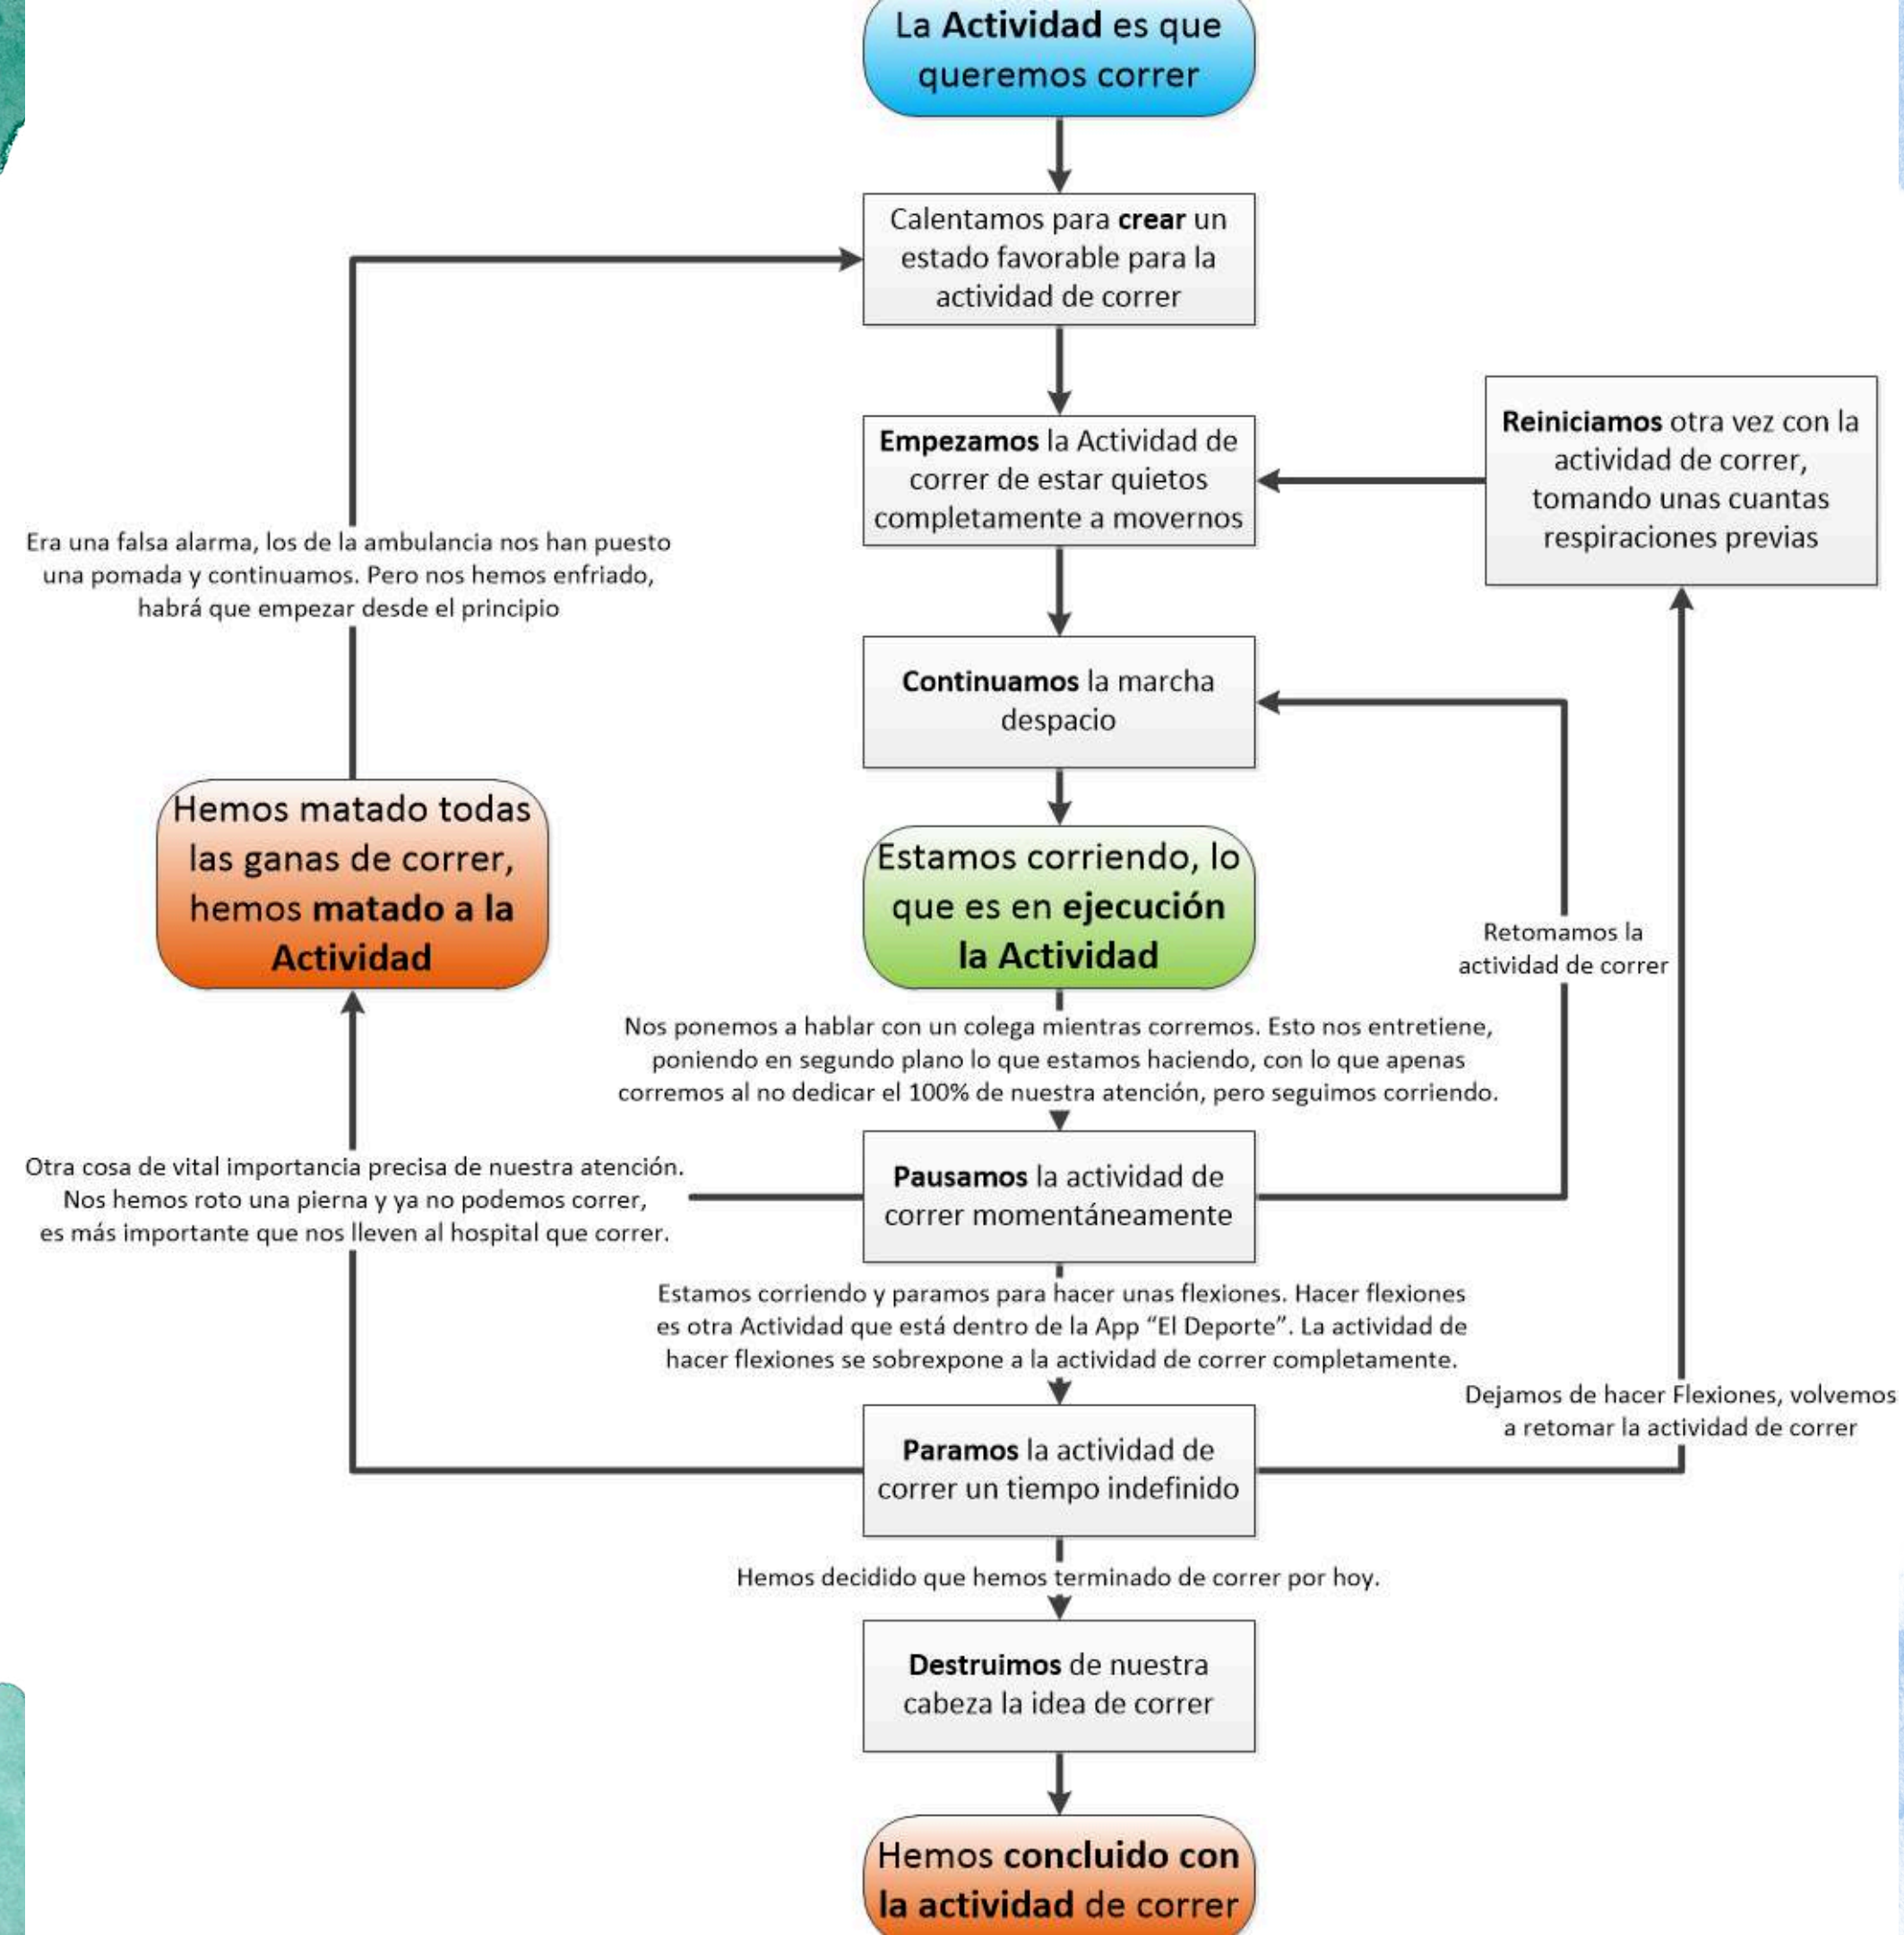 La Actividad es que
queremos correr
Calentamos para crear un
estado favorable para la
actividad de correr
Empezamos la Actividad de
correr de estar quietos
completamente a movernos
Reiniciamos otra vez con la
actividad de correr,
tomando unas cuantas
respiraciones previas
Era una falsa alarma, los de la ambulancia nos han puesto
una pomada y continuamos. Pero nos hemos enfriado,
habrá que empezar desde el principio
Continuamos la marcha
despacio
Hemos matado todas
las ganas de correr,
hemos matado a la
Actividad
Estamos corriendo, lo
que es en ejecución
la Actividad
Retomamos la
actividad de correr
Nos ponemos a hablar con un colega mientras corremos. Esto nos entretiene,
poniendo en segundo plano lo que estamos haciendo, con lo que apenas
corremos al no dedicar el 100% de nuestra atención, pero seguimos corriendo.
Otra cosa de vital importancia precisa de nuestra atención.
Nos hemos roto una pierna y ya no podemos correr,
es más importante que nos lleven al hospital que correr.
Pausamos la actividad de
correr momentáneamente
Estamos corriendo y paramos para hacer unas flexiones. Hacer flexiones
es otra Actividad que está dentro de la App “El Deporte”. La actividad de
hacer flexiones se sobrexpone a la actividad de correr completamente.
Dejamos de hacer Flexiones, volvemos
a retomar la actividad de correr
Paramos la actividad de
correr un tiempo indefinido
Hemos decidido que hemos terminado de correr por hoy.
Destruimos de nuestra
cabeza la idea de correr
Hemos concluido con
la actividad de correr